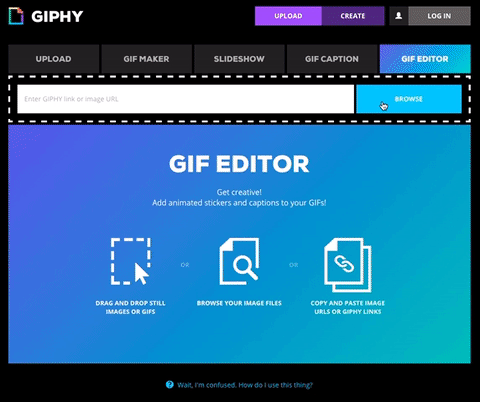 GIPHY
UPLOAD CREATE LOG IN
UPLOAD GIF MAKER SLIDESHOW GIF CAPTION GIF EDITOR
Enter GIPHY link or image URL BROWSE
GIF EDITOR
Get creative!
Add animated stickers and captions to your GIFs!
OR OR
DRAG AND DROP STILL
IMAGES OR GIFS
BROWSE YOUR IMAGE FILES
COPY AND PASTE IMAGE
URLS OR GIPHY LINKS
? Wait, I'm confused. How do I use this thing?